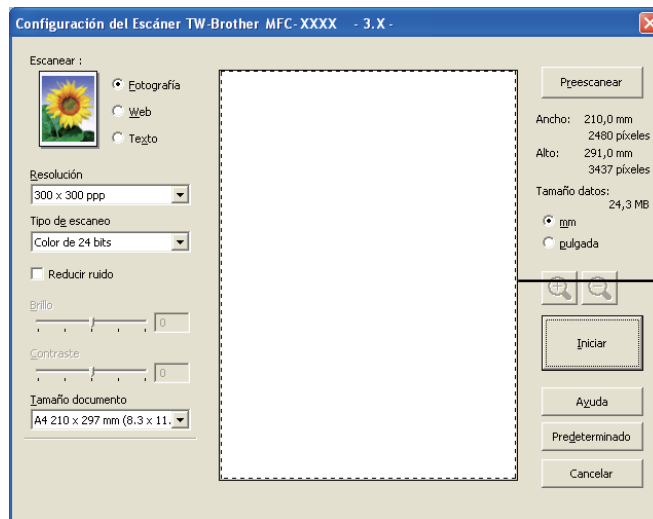 Configuración del Escáner TW-Brother MFC-XXXX - 3.X -
Escanear :
Fotografía
Web
Texto
Resolución
300 x 300 ppp
Tipo de escaneo
Color de 24 bits
Reducir ruido
Brillo
0
Contraste
0
Tamaño documento
A4 210 x 297 mm (8.3 x 11.
Preescanear
Ancho: 210,0 mm
2480 píxeles
Alto: 291,0 mm
3437 píxeles
Tamaño datos:
24,3 MB
mm
pulgada
Iniciar
Ayuda
Predeterminado
Cancelar